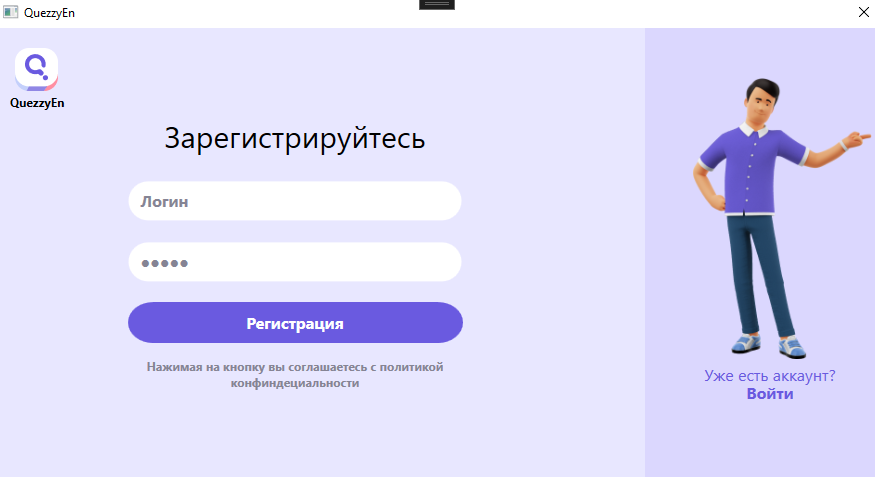 QuezzyEn
QuezzyEn
Зарегистрируйтесь
Логин
●●●●●
Регистрация
Нажимая на кнопку вы соглашаетесь с политикой
конфиндециальности
Уже есть аккаунт?
Войти